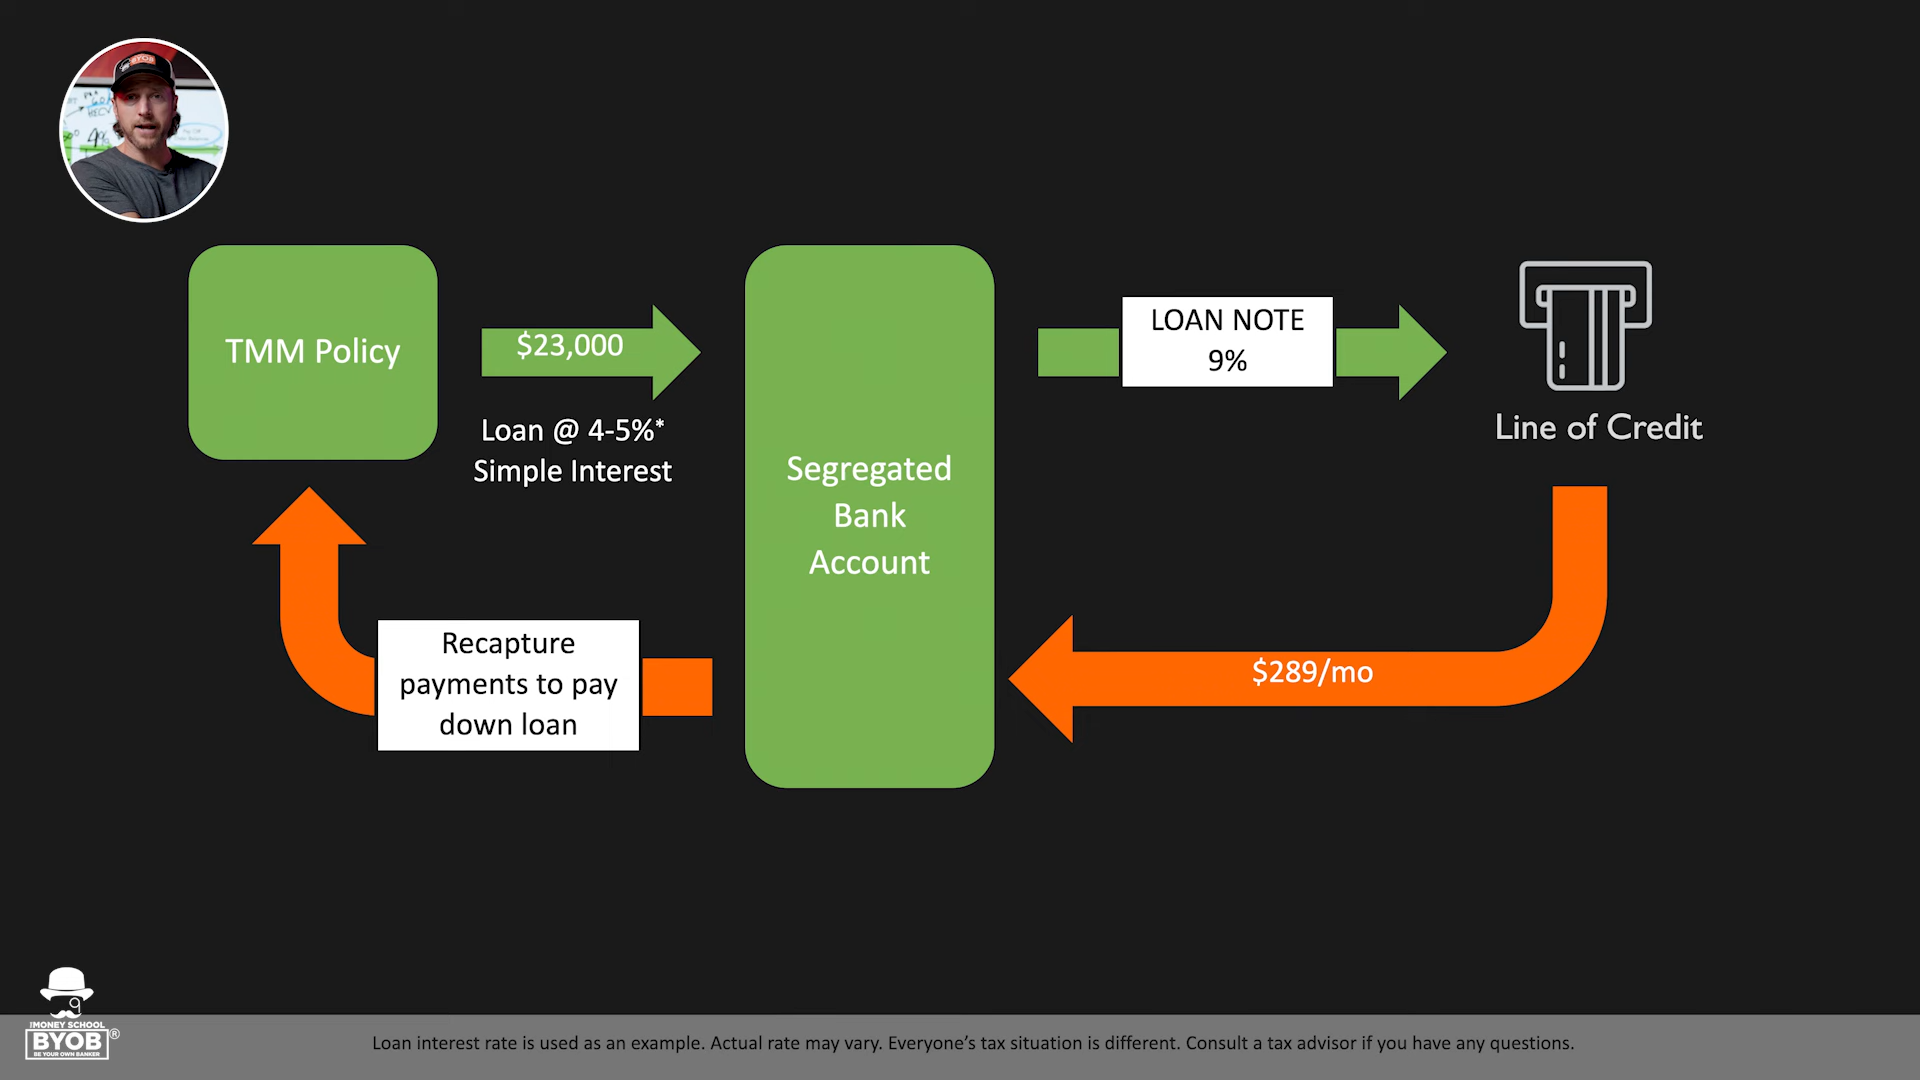 BYOB
4%
TMM Policy
$23,000
Loan @ 4-5%*
Simple Interest
Segregated
Bank
Account
LOAN NOTE
9%
Line of Credit
$289/mo
Recapture
payments to pay
down loan
THE MONEY SCHOOL
BYOB®
BE YOUR OWN BANKER
Loan interest rate is used as an example. Actual rate may vary. Everyone’s tax situation is different. Consult a tax advisor if you have any questions.